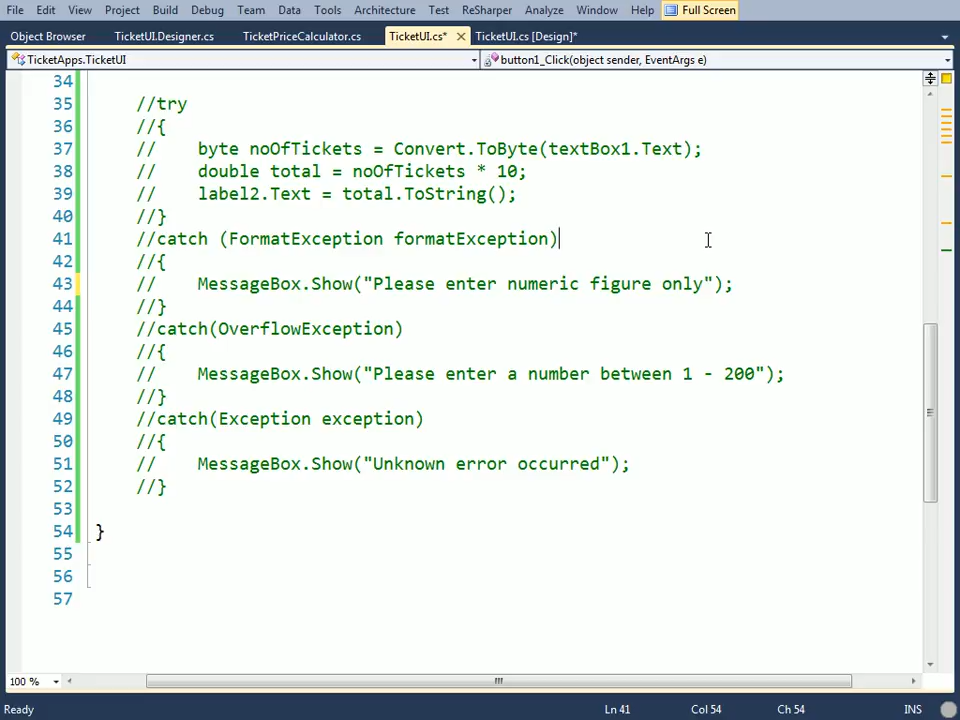 File Edit View Project Build Debug Team Data Tools Architecture Test ReSharper Analyze Window Help Full Screen
Object Browser TicketUI.Designer.cs TicketPriceCalculator.cs TicketUI.cs* TicketUI.cs [Design]*
TicketApps.TicketUI button1_Click(object sender, EventArgs e)
34
35 //try
36 //{
37 // byte noOfTickets = Convert.ToByte(textBox1.Text);
38 // double total = noOfTickets * 10;
39 // label2.Text = total.ToString();
40 //}
41 //catch (FormatException formatException)
42 //{
43 // MessageBox.Show("Please enter numeric figure only");
44 //}
45 //catch(OverflowException)
46 //{
47 // MessageBox.Show("Please enter a number between 1 - 200");
48 //}
49 //catch(Exception exception)
50 //{
51 // MessageBox.Show("Unknown error occurred");
52 //}
53
54 }
55
56
57
100 %
Ready Ln 41 Col 54 Ch 54 INS